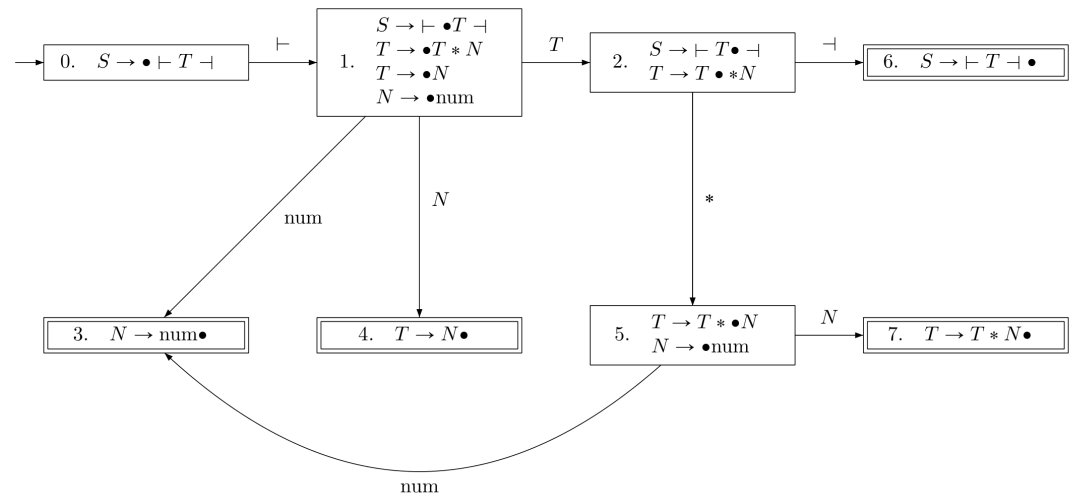 0. S → • ⊢ T ⊣
⊢
1.
S → ⊢ •T ⊣
T → •T ∗ N
T → •N
N → •num
T
2.
S → ⊢ T• ⊣
T → T • ∗N
⊣
6. S → ⊢ T ⊣ •
num
N
∗
3. N → num•
4. T → N•
5.
T → T ∗ •N
N → •num
N
7. T → T ∗ N•
num